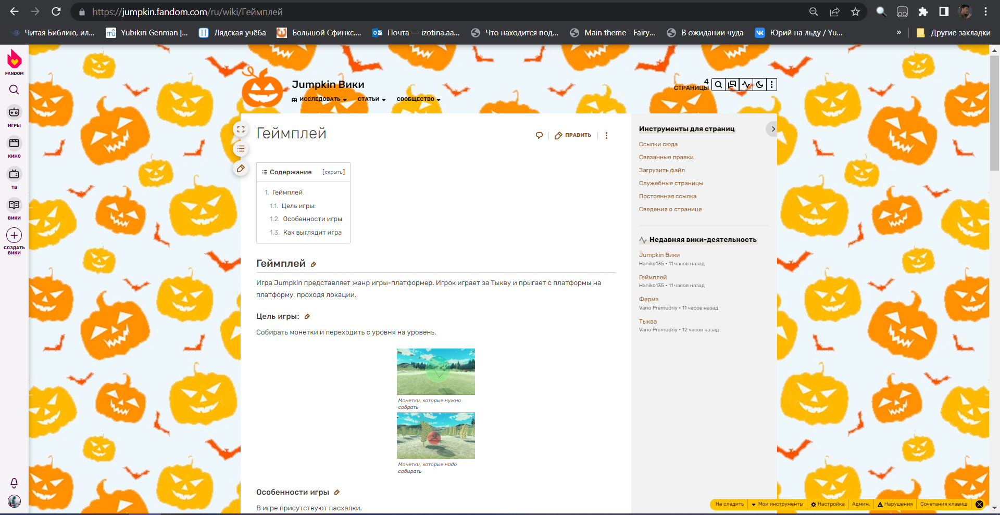 https://jumpkin.fandom.com/ru/wiki/Геймплей
Читая Библию, ил...
Yubikiri Genman |...
Лядская учёба
Большой Сфинкс....
Почта — izotina.aa...
Что находится под...
Main theme - Fairy...
В ожидании чуда
Юрий на льду / Yu...
»
Другие закладки
FANDOM
ИГРЫ
КИНО
ТВ
ВИКИ
СОЗДАТЬ
ВИКИ
Jumpkin Вики
ИССЛЕДОВАТЬ
СТАТЬИ
СООБЩЕСТВО
4
СТРАНИЦЫ
Геймплей
ПРАВИТЬ
Содержание [скрыть]
1. Геймплей
1.1. Цель игры:
1.2. Особенности игры
1.3. Как выглядит игра
Геймплей
Игра Jumpkin представляет жанр игры-платформер. Игрок играет за Тыкву и прыгает с платформы на
платформу, проходя локации.
Цель игры:
Собирать монетки и переходить с уровня на уровень.
Монетки, которые нужно
собрать
Монетки, которые надо
собирать
Особенности игры
В игре присутствуют пасхалки.
Инструменты для страниц
Ссылки сюда
Связанные правки
Загрузить файл
Служебные страницы
Постоянная ссылка
Сведения о странице
Недавняя вики-деятельность
Jumpkin Вики
Haniko135 • 11 часов назад
Геймплей
Haniko135 • 11 часов назад
Ферма
Vano Premudriy • 11 часов назад
Тыква
Vano Premudriy • 12 часов назад
Не следить
Мои инструменты
Настройка
Админ.
Нарушения
Сочетания клавиш